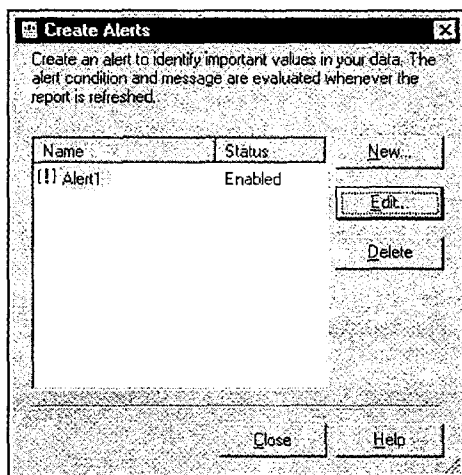 Create Alerts
Create an alert to identify important values in your data. The
alert condition and message are evaluated whenever the
report is refreshed.
Name Status New...
[!] Alert1 Enabled
Edit...
Delete
Close Help